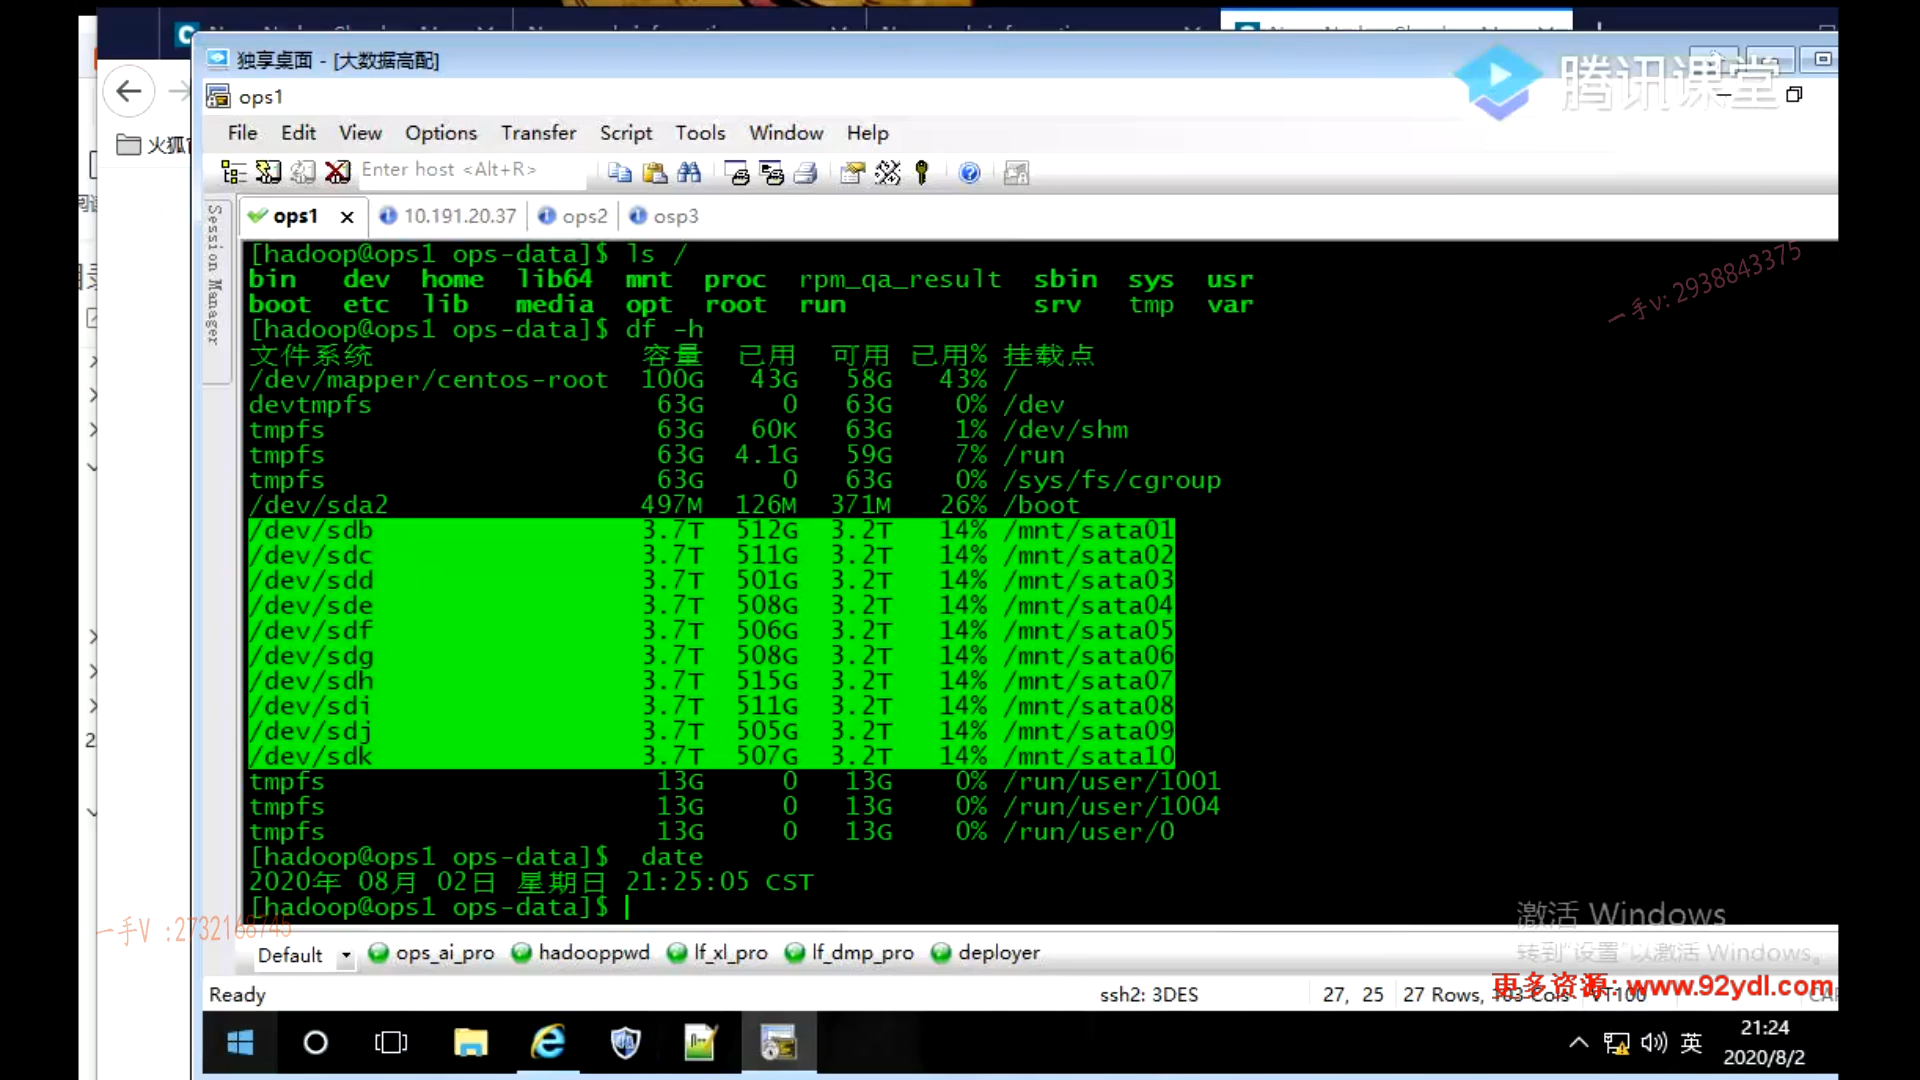 独享桌面 - [大数据高配]
腾讯课堂
ops1
火狐
File Edit View Options Transfer Script Tools Window Help
Enter host <Alt+R>
ops1 10.191.20.37 ops2 osp3
Session Manager
[hadoop@ops1 ops-data]$ ls /
bin dev home lib64 mnt proc rpm_qa_result sbin sys usr
boot etc lib media opt root run srv tmp var
一手v: 2938843375
[hadoop@ops1 ops-data]$ df -h
文件系统 容量 已用 可用 已用% 挂载点
/dev/mapper/centos-root 100G 43G 58G 43% /
devtmpfs 63G 0 63G 0% /dev
tmpfs 63G 60K 63G 1% /dev/shm
tmpfs 63G 4.1G 59G 7% /run
tmpfs 63G 0 63G 0% /sys/fs/cgroup
/dev/sda2 497M 126M 371M 26% /boot
/dev/sdb 3.7T 512G 3.2T 14% /mnt/sata01
/dev/sdc 3.7T 511G 3.2T 14% /mnt/sata02
/dev/sdd 3.7T 501G 3.2T 14% /mnt/sata03
/dev/sde 3.7T 508G 3.2T 14% /mnt/sata04
/dev/sdf 3.7T 506G 3.2T 14% /mnt/sata05
/dev/sdg 3.7T 508G 3.2T 14% /mnt/sata06
/dev/sdh 3.7T 515G 3.2T 14% /mnt/sata07
/dev/sdi 3.7T 511G 3.2T 14% /mnt/sata08
/dev/sdj 3.7T 505G 3.2T 14% /mnt/sata09
/dev/sdk 3.7T 507G 3.2T 14% /mnt/sata10
tmpfs 13G 0 13G 0% /run/user/1001
tmpfs 13G 0 13G 0% /run/user/1004
tmpfs 13G 0 13G 0% /run/user/0
[hadoop@ops1 ops-data]$  date
2020年 08月 02日 星期日 21:25:05 CST
[hadoop@ops1 ops-data]$
一手V :2732168745
激活 Windows
转到"设置"以激活 Windows。
Default ops_ai_pro hadooppwd lf_xl_pro lf_dmp_pro deployer
更多资源: www.92ydl.com
Ready ssh2: 3DES 27, 25 27 Rows, 103 Cols VT100 CAP
英
21:24
2020/8/2